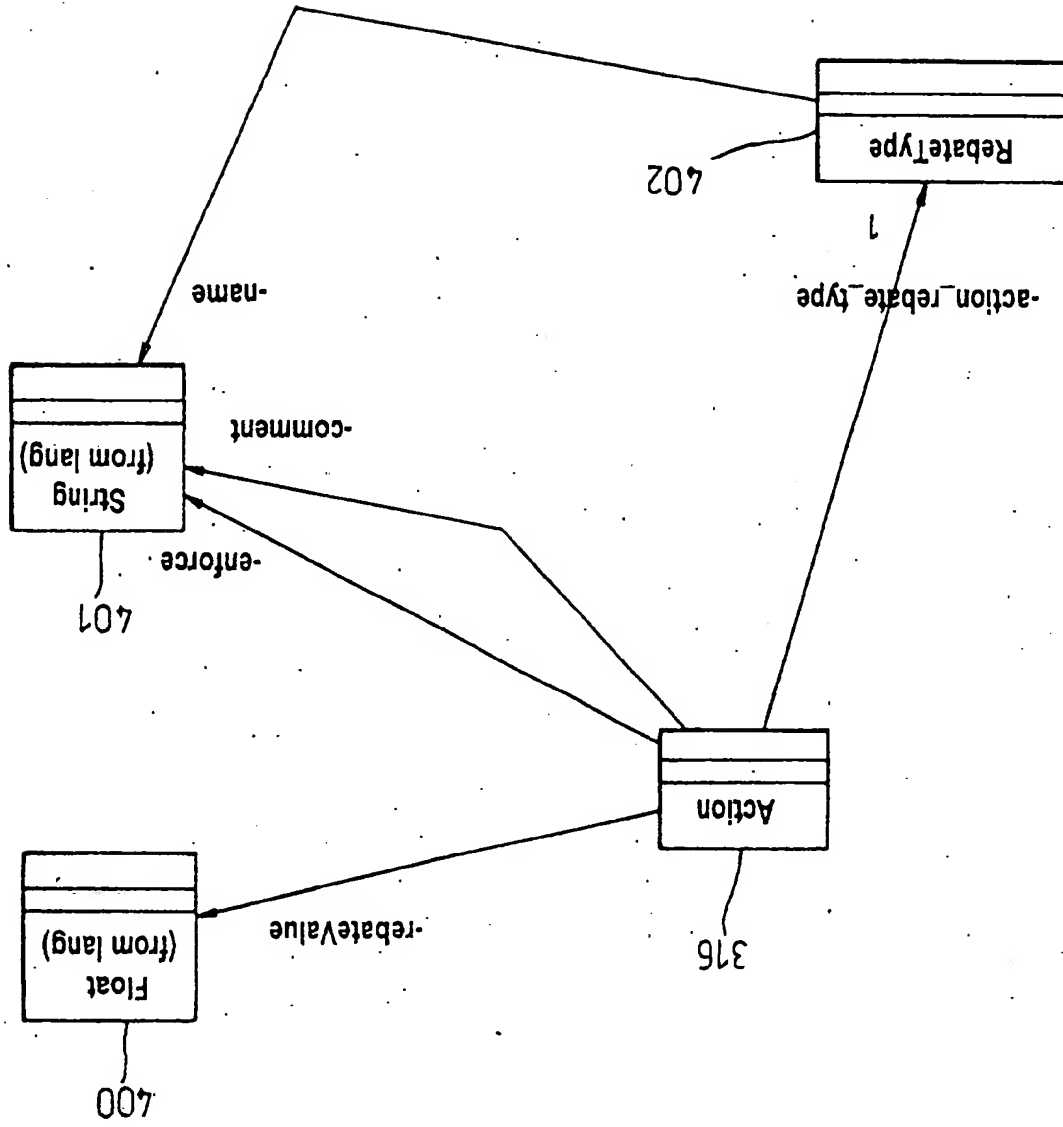 400
Float
(from lang)
316
-rebateValue
Action
401
-enforce
String
(from lang)
-comment
-action_rebate_type
-name
1
402
RebateType